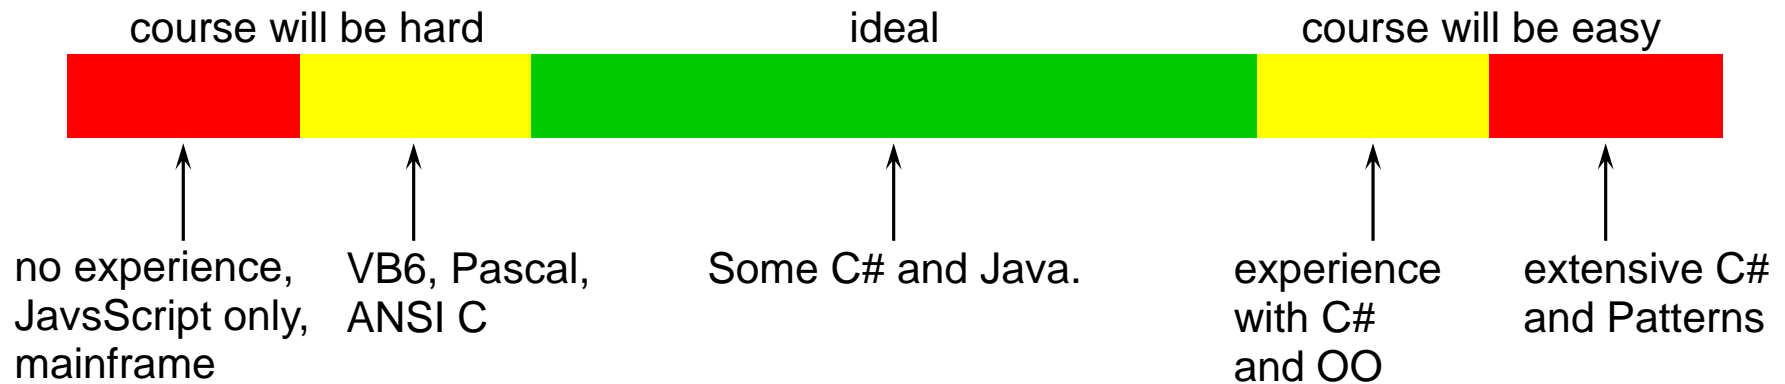 course will be hard
ideal
course will be easy
no experience,
JavsScript only,
mainframe
VB6, Pascal,
ANSI C
Some C# and Java.
experience
with C#
and OO
extensive C#
and Patterns